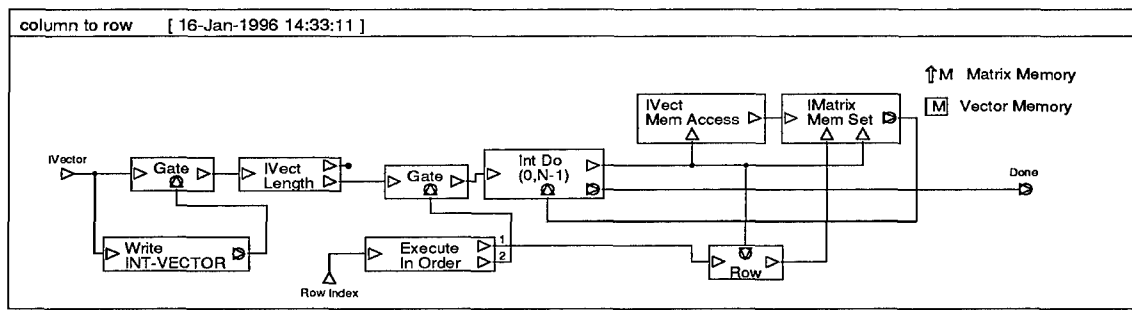 column to row [ 16-Jan-1996 14:33:11 ]
⇑M Matrix Memory
M Vector Memory
IVect
Mem Access
IMatrix
Mem Set
IVector
Gate
IVect
Length
Gate
Int Do
(0,N-1)
Done
Write
INT-VECTOR
Execute
In Order
1
2
Row
Row Index